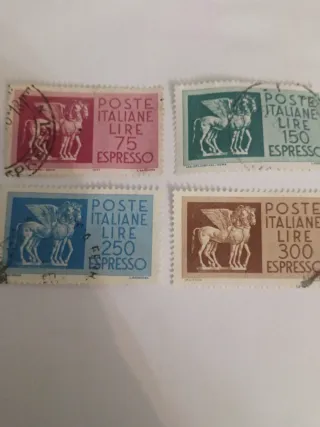 POSTE
ITALIANE
LIRE
75
ESPRESSO
POSTE
ITALIANE
LIRE
150
ESPRESSO
POSTE
ITALIANE
LIRE
250
ESPRESSO
POSTE
ITALIANE
LIRE
300
ESPRESSO